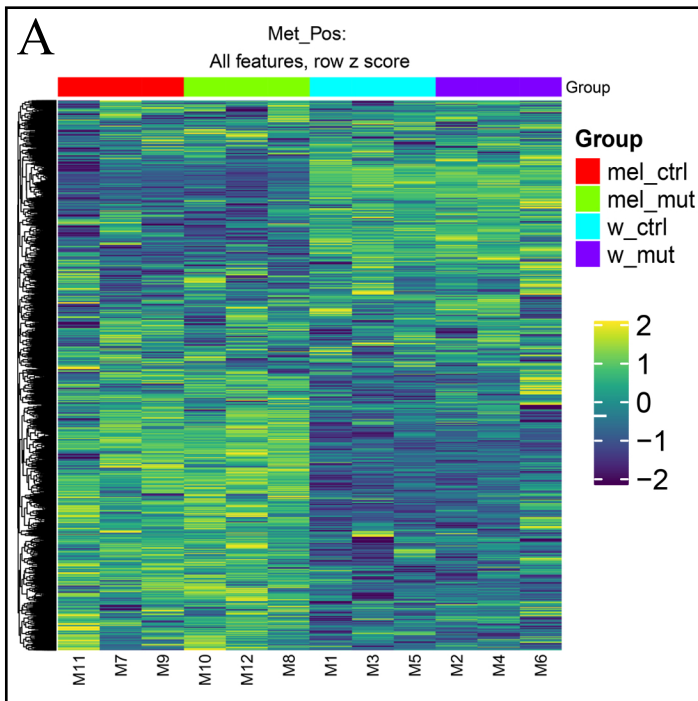 A
Met_Pos:
All features, row z score
Group
Group
mel_ctrl
mel_mut
w_ctrl
w_mut
2
1
0
−1
−2
M11 M7 M9 M10 M12 M8 M1 M3 M5 M2 M4 M6